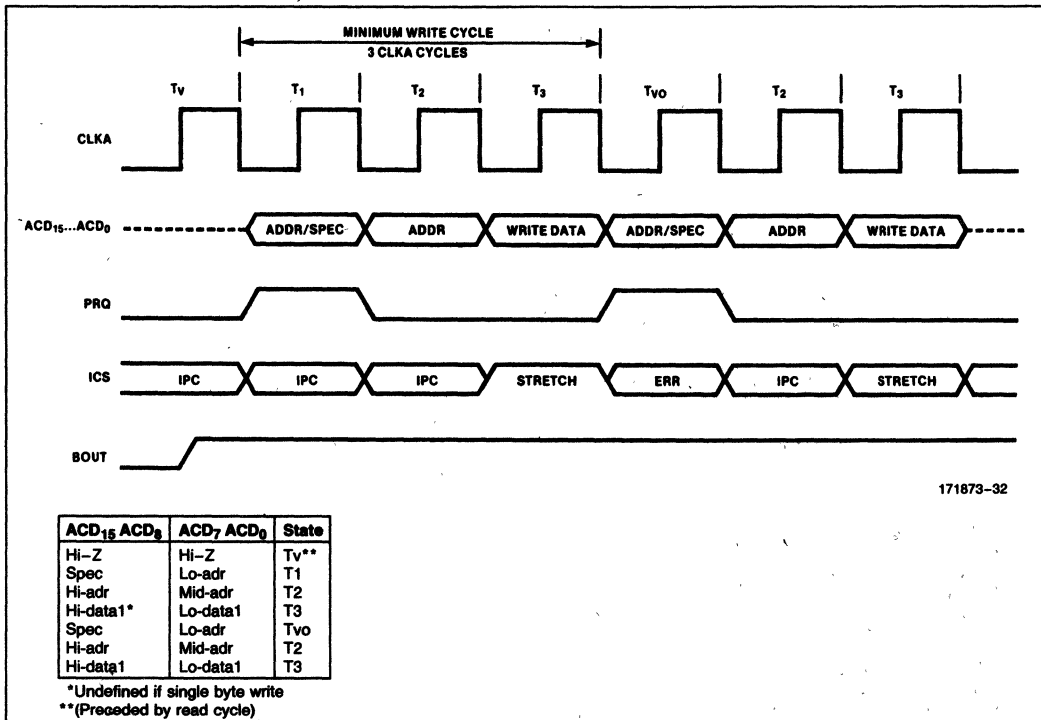 MINIMUM WRITE CYCLE
3 CLKA CYCLES
Tv T1 T2 T3 Tvo T2 T3
CLKA
ACD15...ACD0 ADDR/SPEC ADDR WRITE DATA ADDR/SPEC ADDR WRITE DATA
PRQ
ICS IPC IPC IPC STRETCH ERR IPC STRETCH
BOUT
171873-32
ACD15 ACD8 ACD7 ACD0 State
Hi-Z Hi-Z Tv**
Spec Lo-adr T1
Hi-adr Mid-adr T2
Hi-data1* Lo-data1 T3
Spec Lo-adr Tvo
Hi-adr Mid-adr T2
Hi-data1 Lo-data1 T3
*Undefined if single byte write
**(Preceded by read cycle)